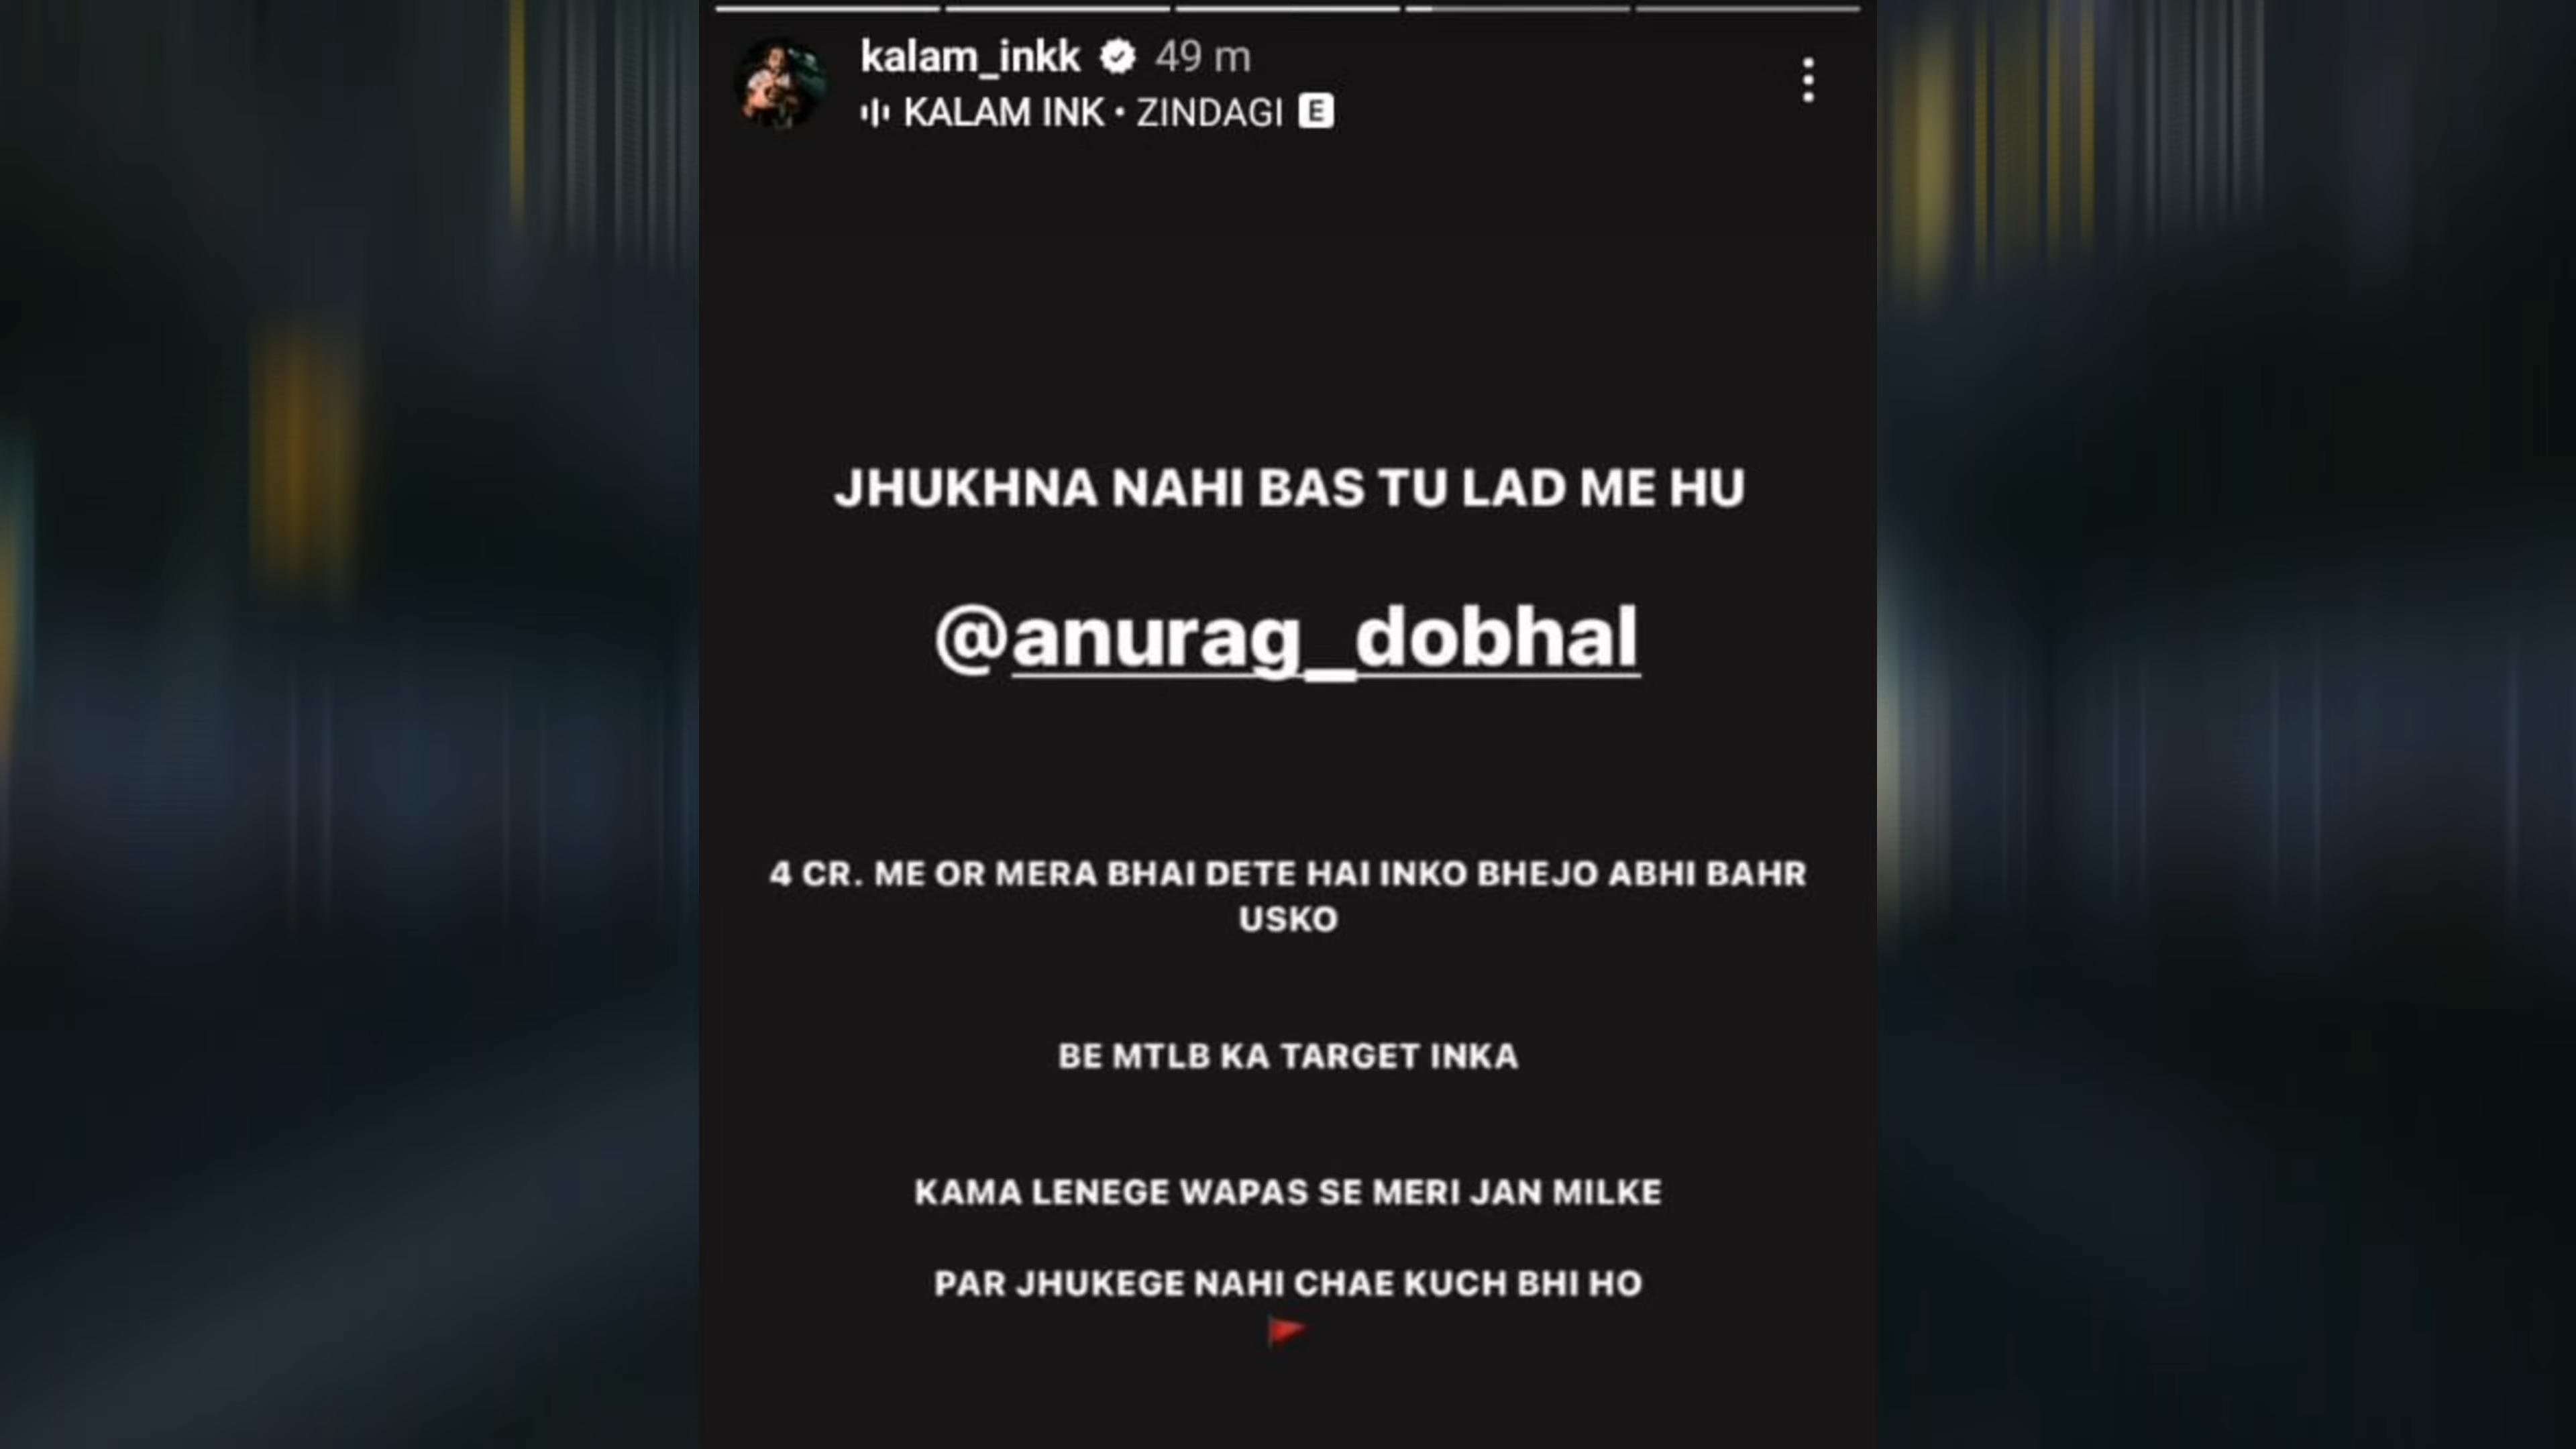 kalam_inkk 49 m
KALAM INK • ZINDAGI E
JHUKHNA NAHI BAS TU LAD ME HU
@anurag_dobhal
4 CR. ME OR MERA BHAI DETE HAI INKO BHEJO ABHI BAHR
USKO
BE MTLB KA TARGET INKA
KAMA LENEGE WAPAS SE MERI JAN MILKE
PAR JHUKEGE NAHI CHAE KUCH BHI HO